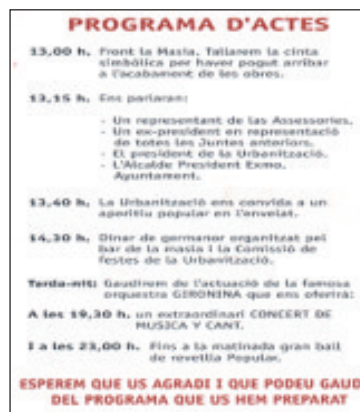 PROGRAMA D'ACTES
13,00 h. Front la Masia. Tallarem la cinta
simbòlica per haver pogut arribar
a l'acabament de les obres.
13,15 h. Ens parlaran:
- Un representant de las Assessories.
- Un ex-president en representació
de totes les Juntes anteriors.
- El president de la Urbanització.
- L'Alcalde President Exmo.
Ayuntament.
13,40 h. La Urbanització ens convida a un
aperitiu popular en l'envelat.
14,30 h. Dinar de germanor organitzat pel
bar de la masia i la Comissió de
festes de la Urbanització.
Tarda-nit: Gaudirem de l'actuació de la famosa
orquestra GIRONINA que ens oferirà:
A les 19,30 h. un extraordinari CONCERT DE
MUSICA Y CANT.
I a les 23,00 h. Fins a la matinada gran ball
de revetlla Popular.
ESPEREM QUE US AGRADI I QUE PODEU GAUD
DEL PROGRAMA QUE US HEM PREPARAT